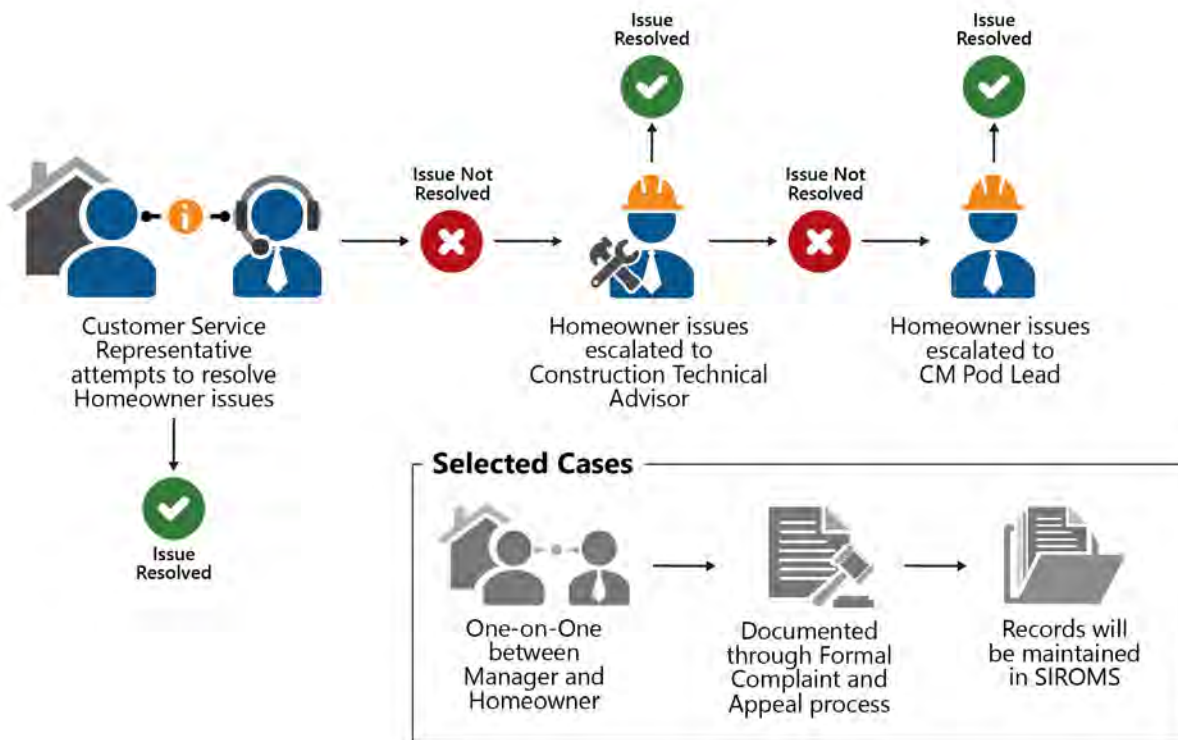 Issue
Resolved
Issue
Resolved
Issue Not
Resolved
Issue Not
Resolved
Customer Service
Representative
attempts to resolve
Homeowner issues
Homeowner issues
escalated to
Construction Technical
Advisor
Homeowner issues
escalated to
CM Pod Lead
Issue
Resolved
Selected Cases
One-on-One
between
Manager and
Homeowner
Documented
through Formal
Complaint and
Appeal process
Records will
be maintained
in SIROMS